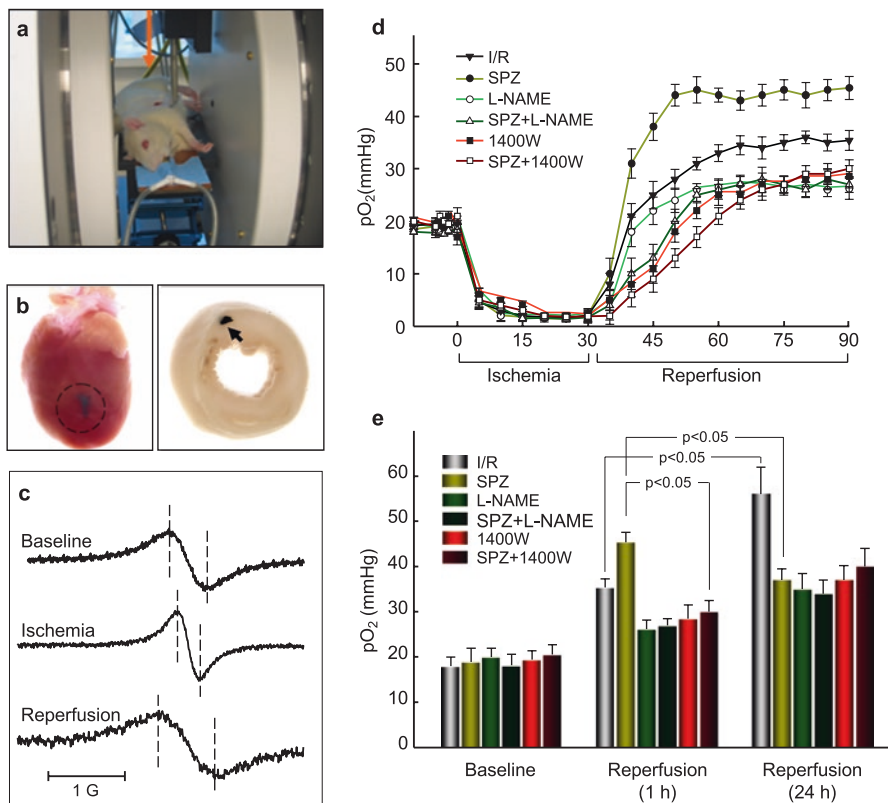 a
b
c
Baseline
Ischemia
Reperfusion
1 G
d
pO₂(mmHg)
50
40
30
20
10
0
I/R
SPZ
L-NAME
SPZ+L-NAME
1400W
SPZ+1400W
0 15 30 45 60 75 90
Ischemia Reperfusion
e
pO₂ (mmHg)
60
50
40
30
20
10
0
I/R
SPZ
L-NAME
SPZ+L-NAME
1400W
SPZ+1400W
p<0.05
p<0.05
p<0.05
Baseline Reperfusion Reperfusion
(1 h) (24 h)